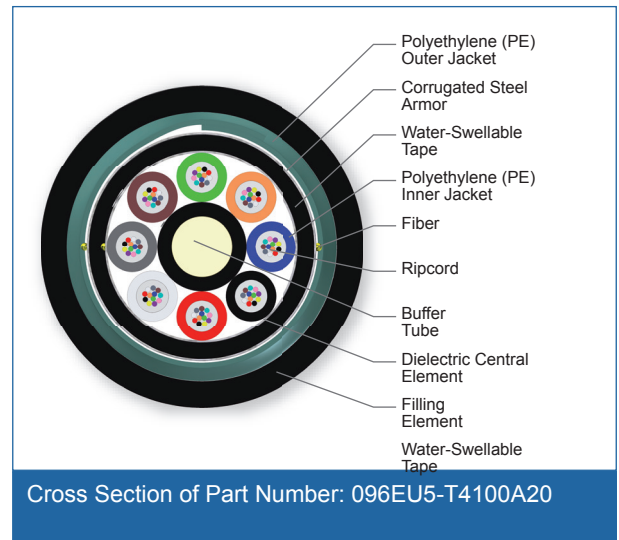 Polyethylene (PE)
Outer Jacket
Corrugated Steel
Armor
Water-Swellable
Tape
Polyethylene (PE)
Inner Jacket
Fiber
Ripcord
Buffer
Tube
Dielectric Central
Element
Filling
Element
Water-Swellable
Tape
Cross Section of Part Number: 096EU5-T4100A20